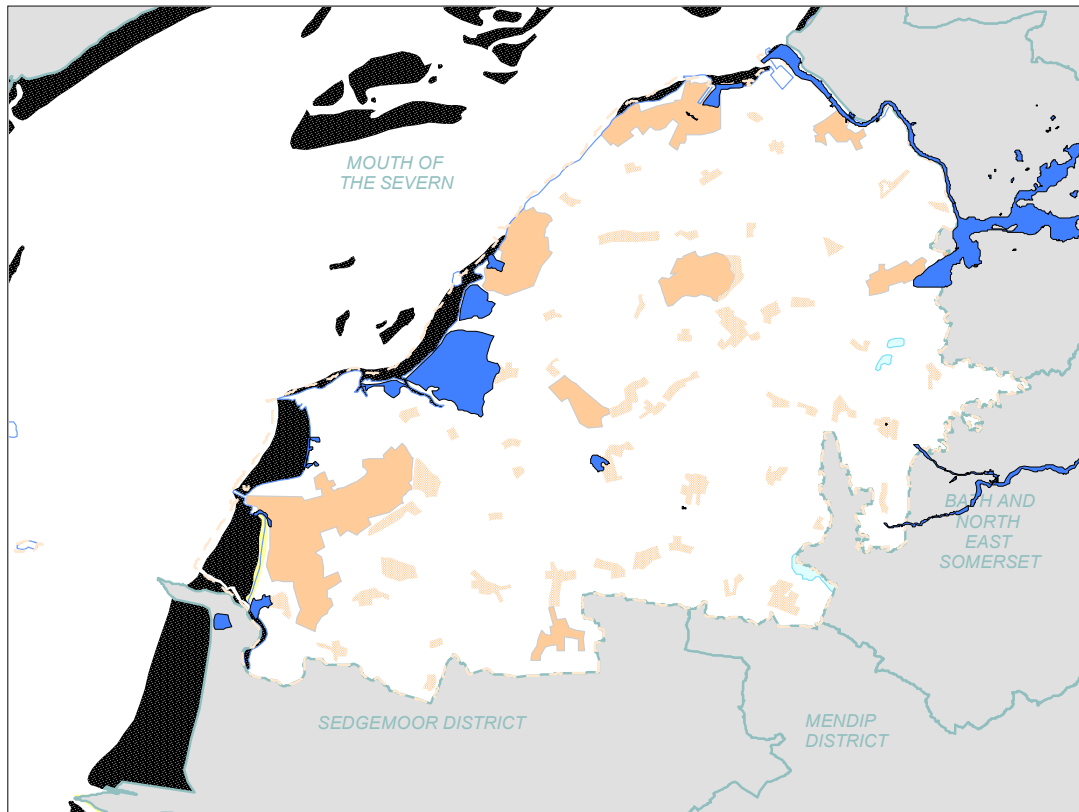 MOUTH OF
THE SEVERN
BATH AND
NORTH
EAST
SOMERSET
SEDGEMOOR DISTRICT
MENDIP
DISTRICT